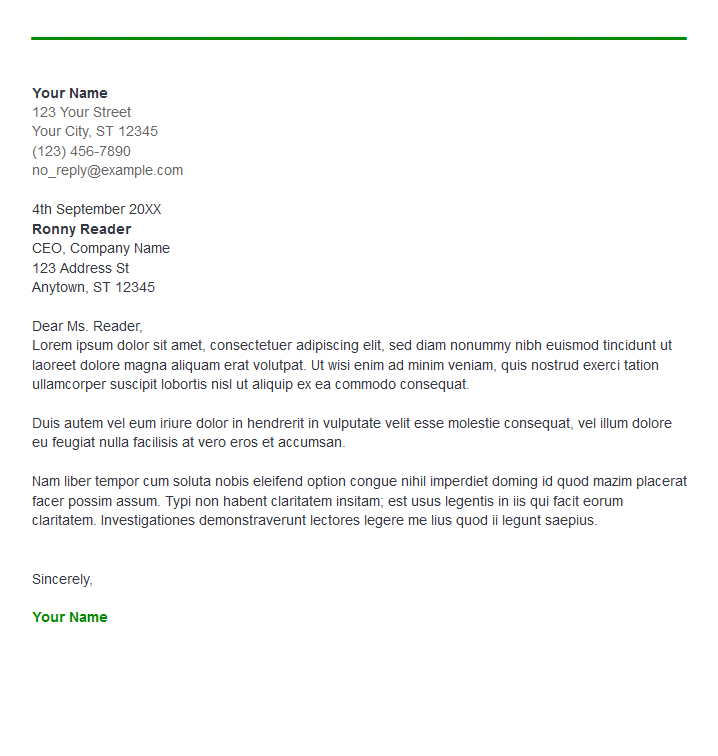 Your Name
123 Your Street
Your City, ST 12345
(123) 456-7890
no_reply@example.com
4th September 20XX
Ronny Reader
CEO, Company Name
123 Address St
Anytown, ST 12345
Dear Ms. Reader,
Lorem ipsum dolor sit amet, consectetuer adipiscing elit, sed diam nonummy nibh euismod tincidunt ut
laoreet dolore magna aliquam erat volutpat. Ut wisi enim ad minim veniam, quis nostrud exerci tation
ullamcorper suscipit lobortis nisl ut aliquip ex ea commodo consequat.
Duis autem vel eum iriure dolor in hendrerit in vulputate velit esse molestie consequat, vel illum dolore
eu feugiat nulla facilisis at vero eros et accumsan.
Nam liber tempor cum soluta nobis eleifend option congue nihil imperdiet doming id quod mazim placerat
facer possim assum. Typi non habent claritatem insitam; est usus legentis in iis qui facit eorum
claritatem. Investigationes demonstraverunt lectores legere me lius quod ii legunt saepius.
Sincerely,
Your Name